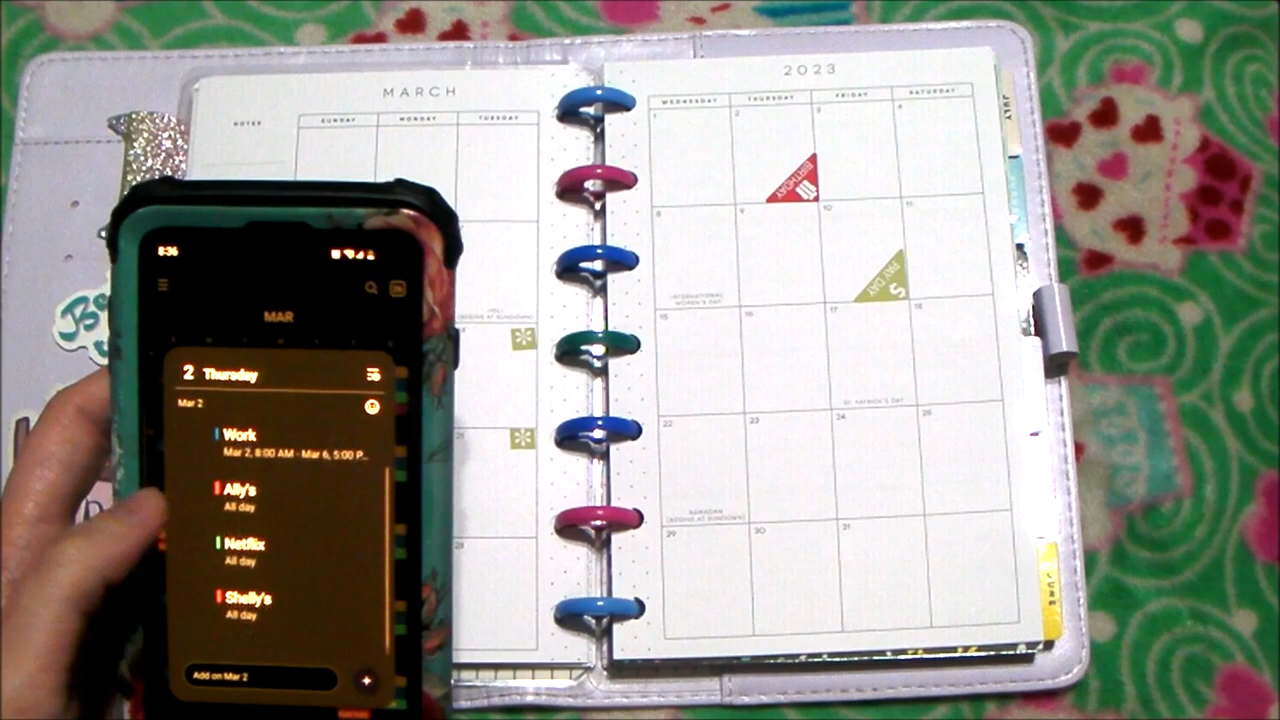 MARCH
2023
NOTES
SUNDAY
MONDAY
TUESDAY
WEDNESDAY
THURSDAY
FRIDAY
SATURDAY
1
2
3
4
BIRTHDAY
8
9
10
11
HOLI
(BEGINS AT SUNDOWN)
INTERNATIONAL
WOMEN'S DAY
PAY DAY
$
15
16
17
18
ST. PATRICK'S DAY
21
22
23
24
25
RAMADAN
(BEGINS AT SUNDOWN)
28
29
30
31
JULY
JUNE
8:36
MAR
2 Thursday
Mar 2
Work
Mar 2, 8:00 AM - Mar 6, 5:00 P...
Ally's
All day
Netflix
All day
Shelly's
All day
Add on Mar 2
+